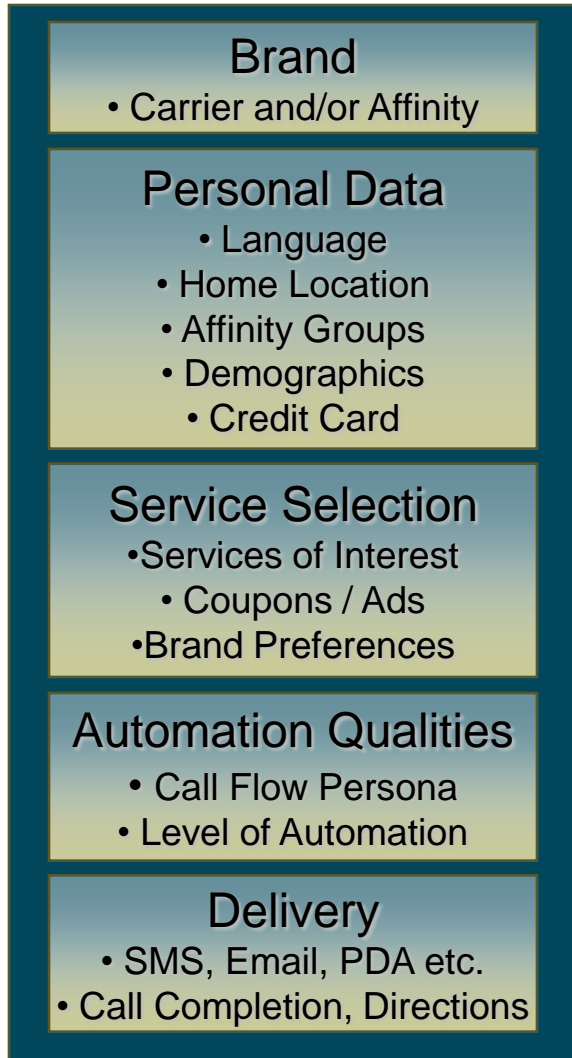 Brand
• Carrier and/or Affinity
Personal Data
• Language
• Home Location
• Affinity Groups
• Demographics
• Credit Card
Service Selection
•Services of Interest
• Coupons / Ads
•Brand Preferences
Automation Qualities
• Call Flow Persona
• Level of Automation
Delivery
• SMS, Email, PDA etc.
• Call Completion, Directions